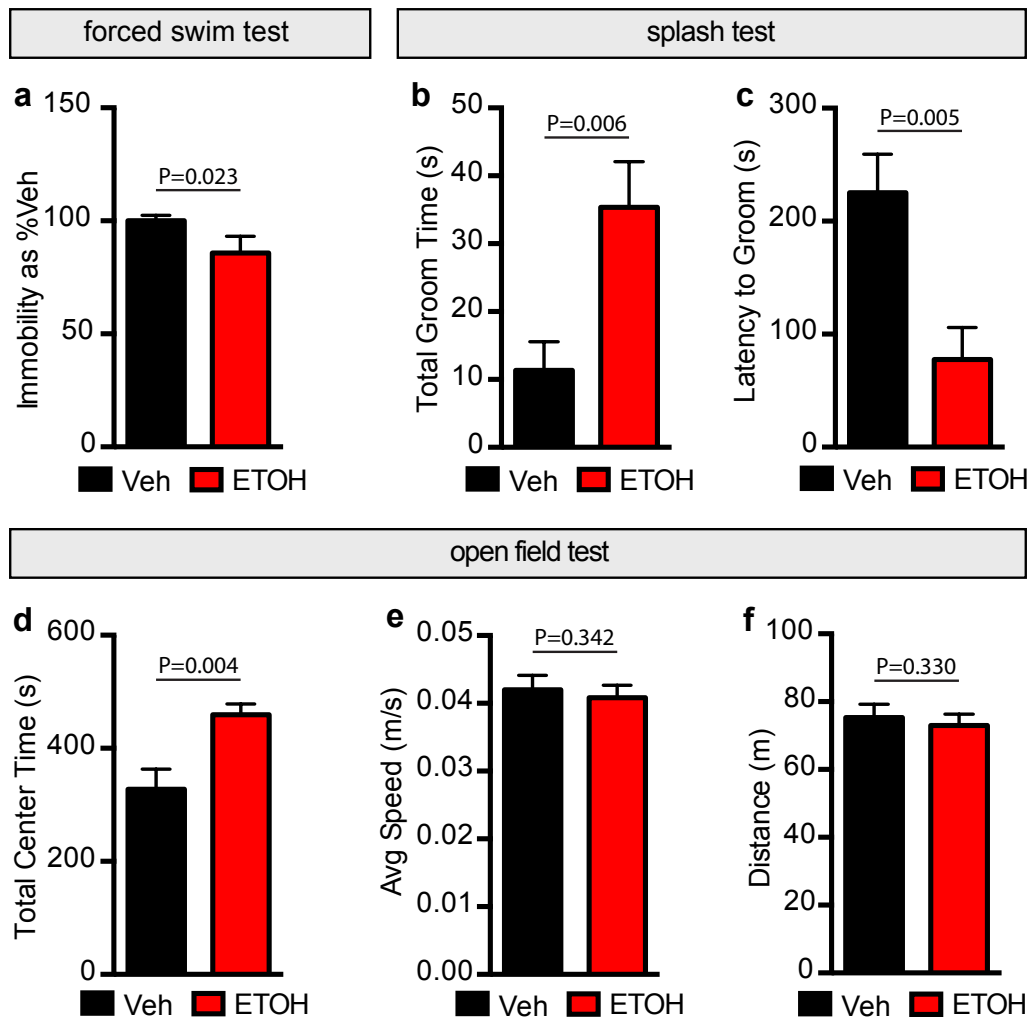 forced swim test
splash test
a
150
100
50
0
Immobility as %Veh
P=0.023
Veh
ETOH
b
50
40
30
20
10
0
Total Groom Time (s)
P=0.006
Veh
ETOH
c
300
200
100
0
Latency to Groom (s)
P=0.005
Veh
ETOH
open field test
d
600
400
200
0
Total Center Time (s)
P=0.004
Veh
ETOH
e
0.05
0.04
0.03
0.02
0.01
0.00
Avg Speed (m/s)
P=0.342
Veh
ETOH
f
100
80
60
40
20
0
Distance (m)
P=0.330
Veh
ETOH